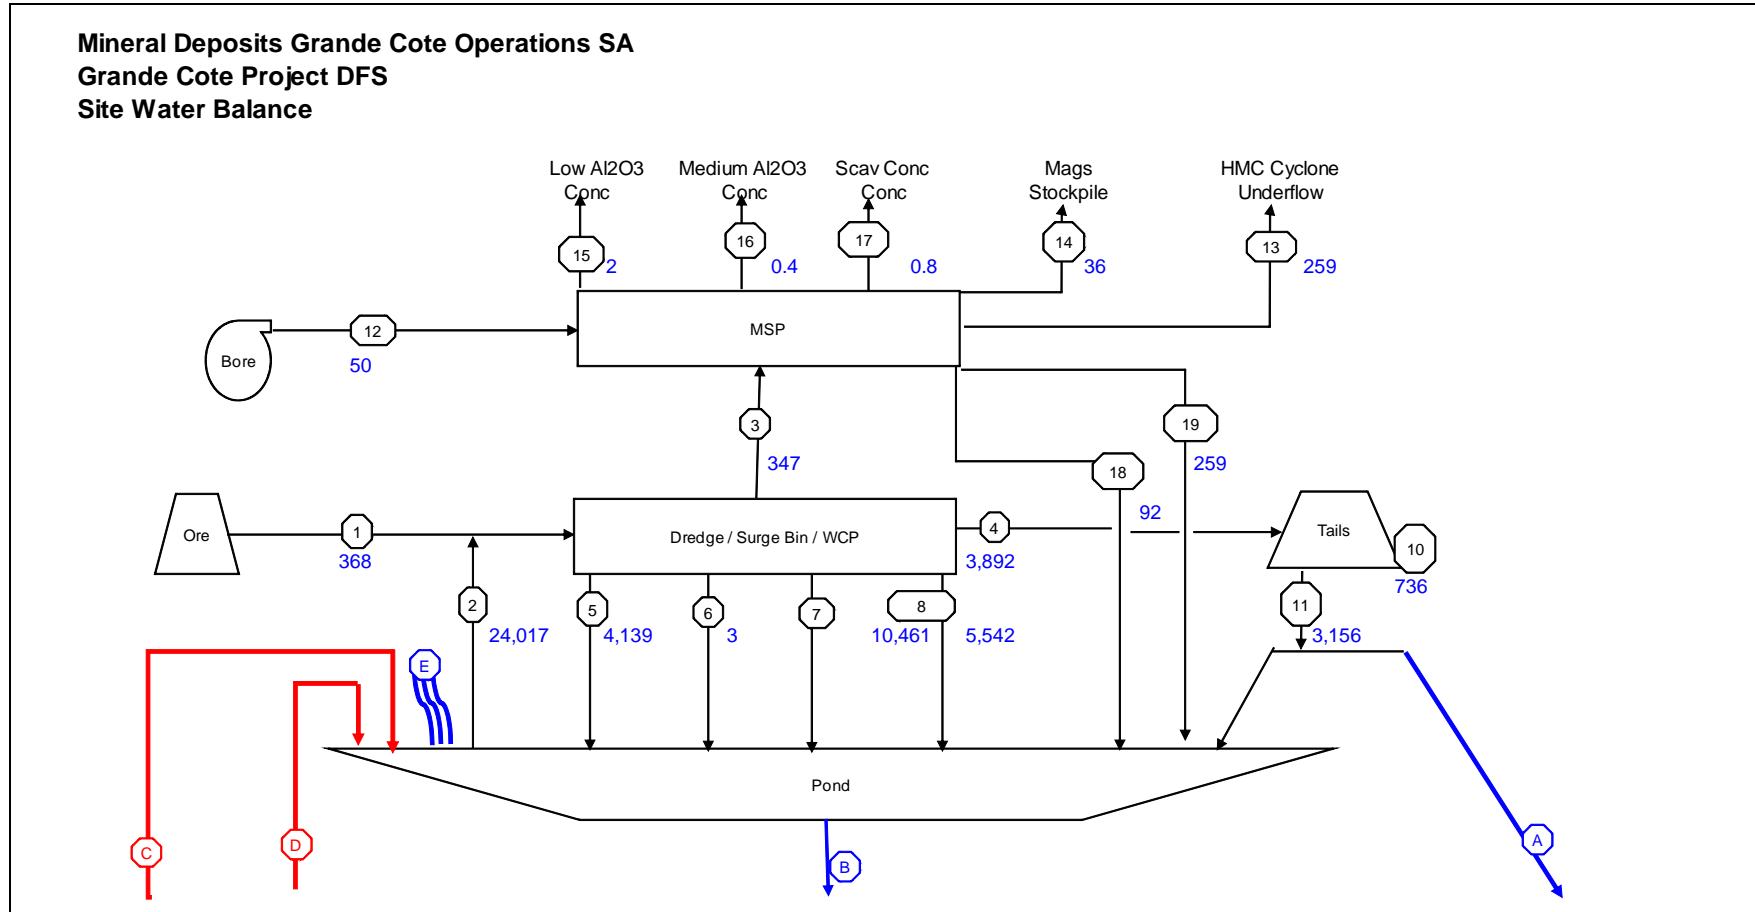 Mineral Deposits Grande Cote Operations SA
Grande Cote Project DFS
Site Water Balance
Low Al2O3 Medium Al2O3 Scav Conc Mags HMC Cyclone
Conc Conc Conc Stockpile Underflow
15 16 17 14 13
2 0.4 0.8 36 259
Bore 12 MSP
50
3 19
347 18 259
92
Ore 1 Dredge / Surge Bin / WCP 4 Tails 10
368 3,892 736
2 5 6 7 8 11
24,017 4,139 3 10,461 5,542 3,156
E
Pond
C D B A